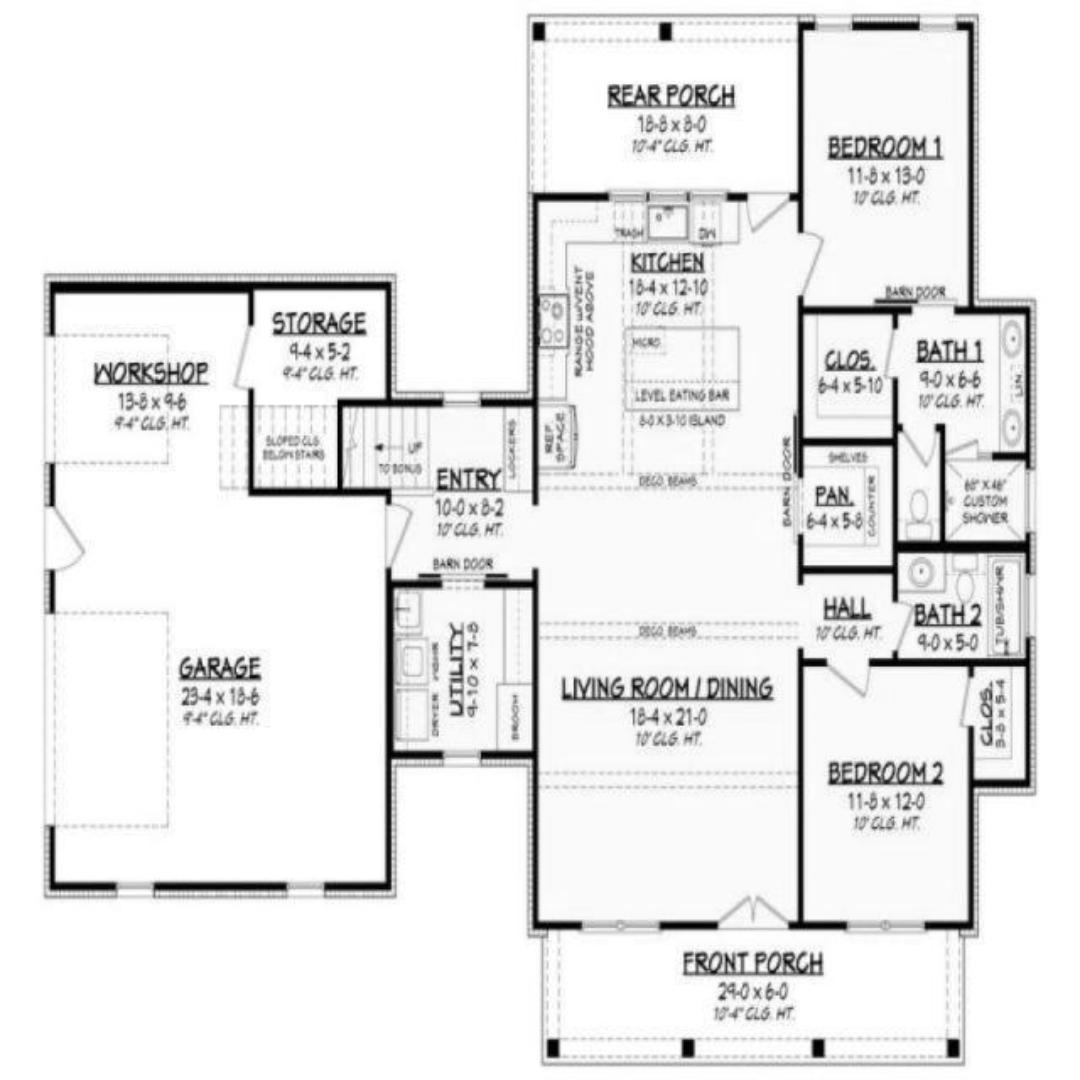 REAR PORCH
18-8 x 8-0
10'-4" CLG. HT.
BEDROOM 1
11-8 x 13-0
10' CLG. HT.
TRASH
DW
KITCHEN
18-4 x 12-10
10' CLG. HT.
RANGE W/VENT
HOOD ABOVE
MICRO.
LEVEL EATING BAR
8-0 X 3-10 ISLAND
REF.
SPACE
BARN DOOR
CLOS.
6-4 x 5-10
BATH 1
9-0 x 6-6
10' CLG. HT.
LIN.
STORAGE
9-4 x 5-2
9'-4" CLG. HT.
WORKSHOP
13-8 x 9-6
9'-4" CLG. HT.
SLOPED CLG.
BELOW STAIRS
UP
TO BONUS
LOCKERS
ENTRY
10-0 x 8-2
10' CLG. HT.
BARN DOOR
DECO. BEAMS
BARN DOOR
SHELVES
PAN.
6-4 x 5-8
COUNTER
60" X 48"
CUSTOM
SHOWER
HALL
10' CLG. HT.
BATH 2
9-0 x 5-0
TUB/SHWR
DECO. BEAMS
UTILITY
9-10 x 7-8
DRYER
WSHR
BROOM
GARAGE
23-4 x 18-6
9'-4" CLG. HT.
LIVING ROOM / DINING
18-4 x 21-0
10' CLG. HT.
CLOS.
3-8 x 5-4
BEDROOM 2
11-8 x 12-0
10' CLG. HT.
FRONT PORCH
29-0 x 6-0
10'-4" CLG. HT.